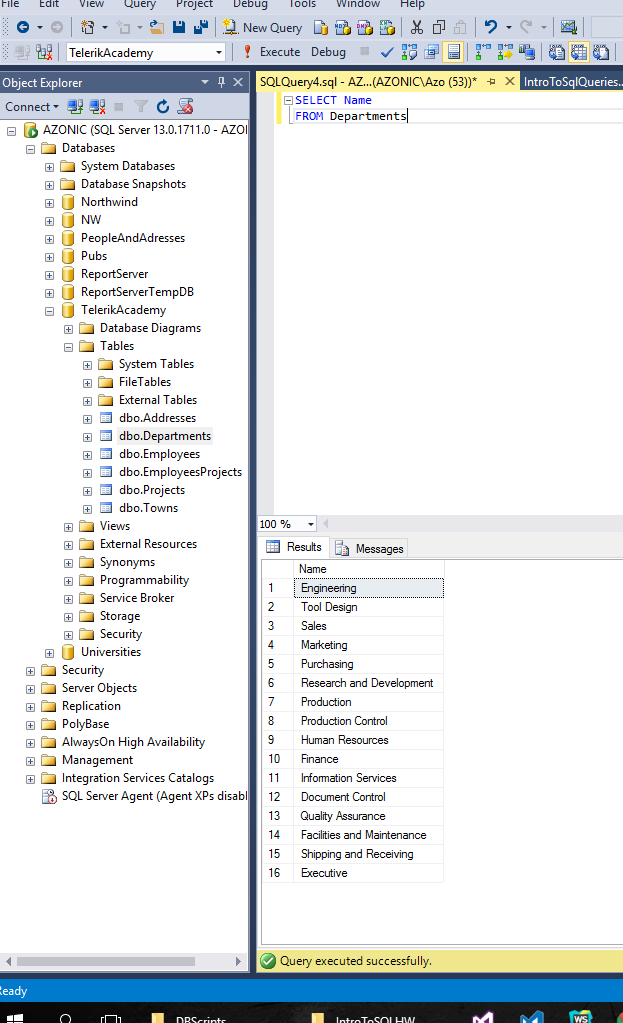 File Edit View Query Project Debug Tools Window Help
New Query
TelerikAcademy Execute Debug
Object Explorer
Connect
AZONIC (SQL Server 13.0.1711.0 - AZO
Databases
System Databases
Database Snapshots
Northwind
NW
PeopleAndAdresses
Pubs
ReportServer
ReportServerTempDB
TelerikAcademy
Database Diagrams
Tables
System Tables
FileTables
External Tables
dbo.Addresses
dbo.Departments
dbo.Employees
dbo.EmployeesProjects
dbo.Projects
dbo.Towns
Views
External Resources
Synonyms
Programmability
Service Broker
Storage
Security
Universities
Security
Server Objects
Replication
PolyBase
AlwaysOn High Availability
Management
Integration Services Catalogs
SQL Server Agent (Agent XPs disabl
SQLQuery4.sql - AZ...(AZONIC\Azo (53))* IntroToSqlQueries..
SELECT Name
FROM Departments
100 %
Results Messages
Name
1 Engineering
2 Tool Design
3 Sales
4 Marketing
5 Purchasing
6 Research and Development
7 Production
8 Production Control
9 Human Resources
10 Finance
11 Information Services
12 Document Control
13 Quality Assurance
14 Facilities and Maintenance
15 Shipping and Receiving
16 Executive
Query executed successfully.
Ready
DBScripts IntroToSQLHW WS